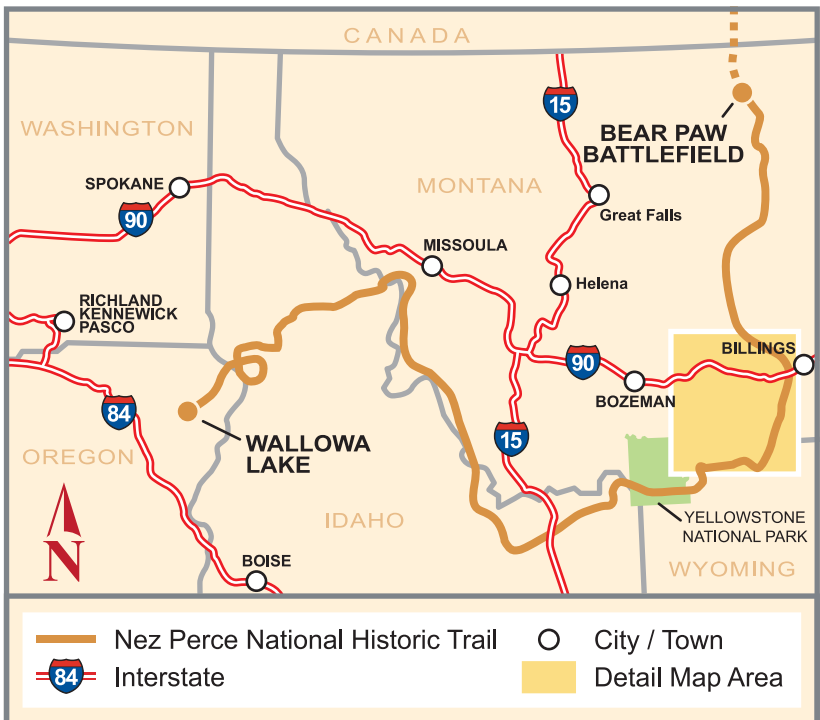 CANADA
WASHINGTON
15
BEAR PAW
BATTLEFIELD
SPOKANE
MONTANA
90
Great Falls
MISSOULA
Helena
RICHLAND
KENNEWICK
PASCO
BILLINGS
90
BOZEMAN
84
WALLOWA
LAKE
15
OREGON
IDAHO
YELLOWSTONE
NATIONAL PARK
N
BOISE
WYOMING
Nez Perce National Historic Trail
City / Town
84
Interstate
Detail Map Area